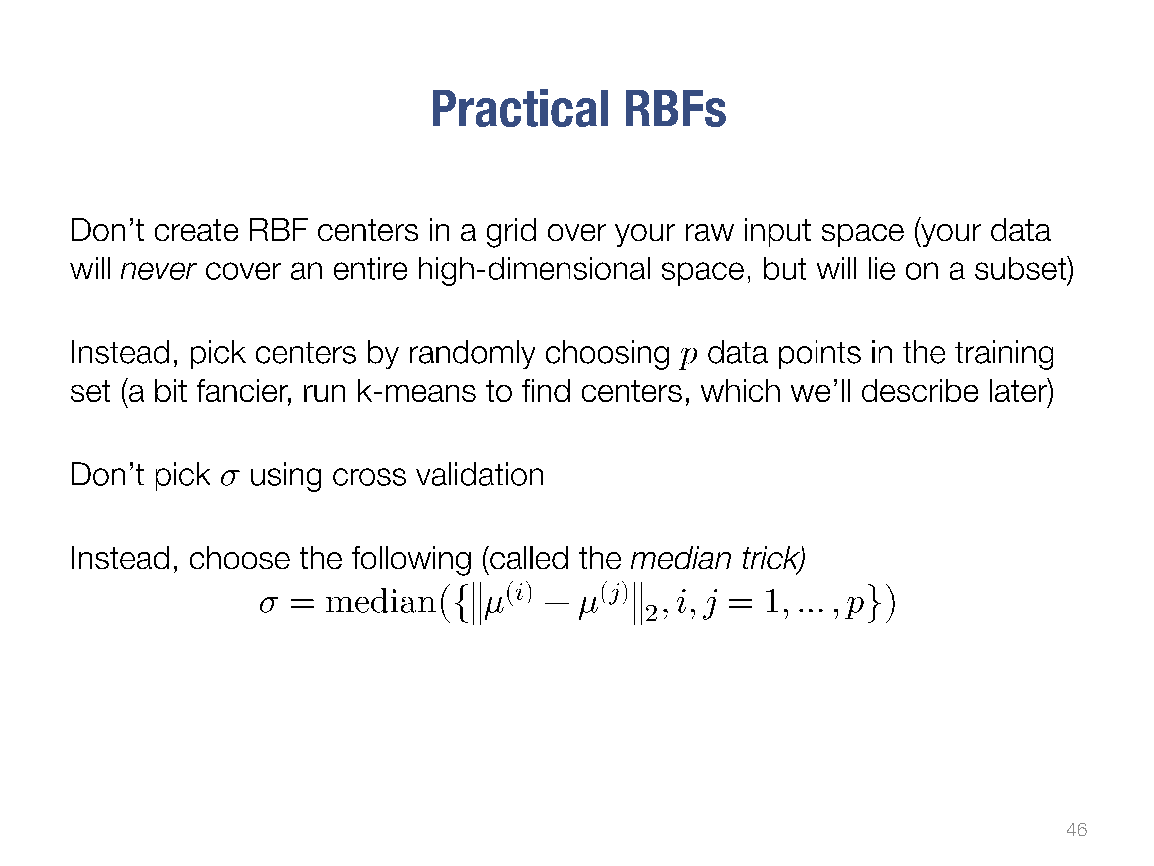 Practical RBFs
Don’t create RBF centers in a grid over your raw input space (your data
will never cover an entire high-dimensional space, but will lie on a subset)
Instead, pick centers by randomly choosing p data points in the training
set (a bit fancier, run k-means to find centers, which we’ll describe later)
Don’t pick σ using cross validation
Instead, choose the following (called the median trick)
σ = median({‖μ⁽ⁱ⁾ − μ⁽ʲ⁾‖₂, i, j = 1, … , p})
46